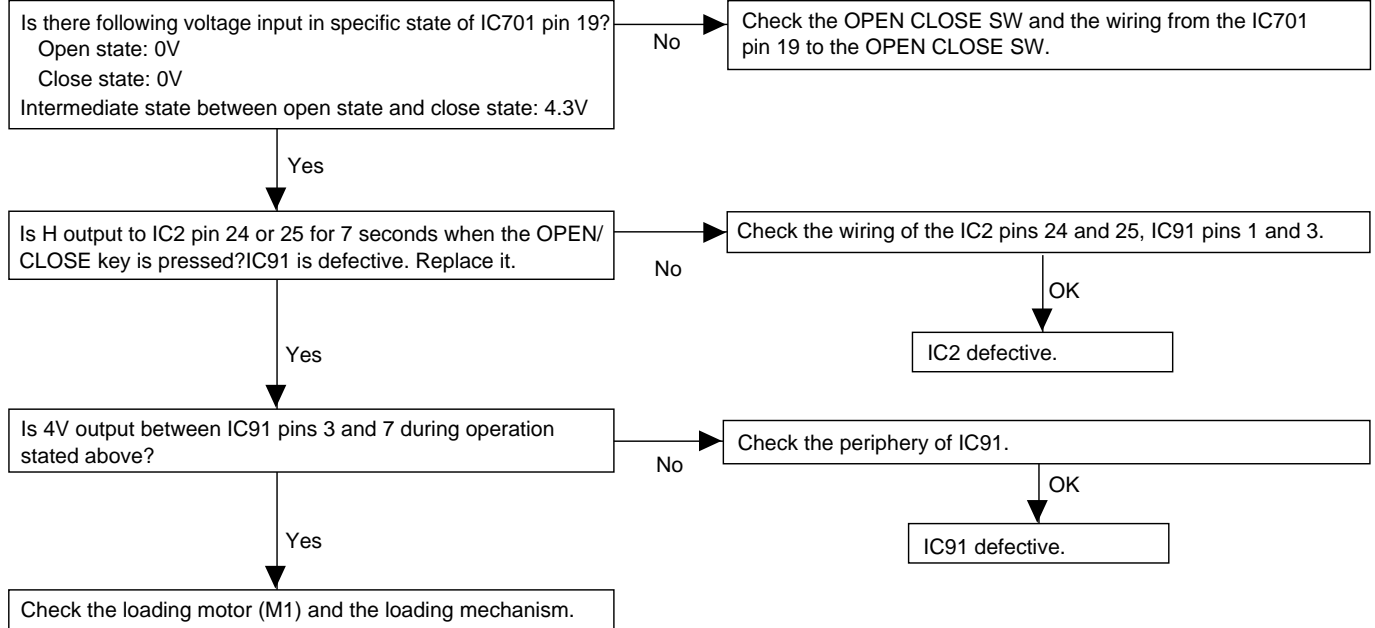 Is there following voltage input in specific state of IC701 pin 19?
Open state: 0V
Close state: 0V
Intermediate state between open state and close state: 4.3V
No
Check the OPEN CLOSE SW and the wiring from the IC701
pin 19 to the OPEN CLOSE SW.
Yes
Is H output to IC2 pin 24 or 25 for 7 seconds when the OPEN/
CLOSE key is pressed?IC91 is defective. Replace it.
No
Check the wiring of the IC2 pins 24 and 25, IC91 pins 1 and 3.
OK
IC2 defective.
Yes
Is 4V output between IC91 pins 3 and 7 during operation
stated above?
No
Check the periphery of IC91.
OK
IC91 defective.
Yes
Check the loading motor (M1) and the loading mechanism.